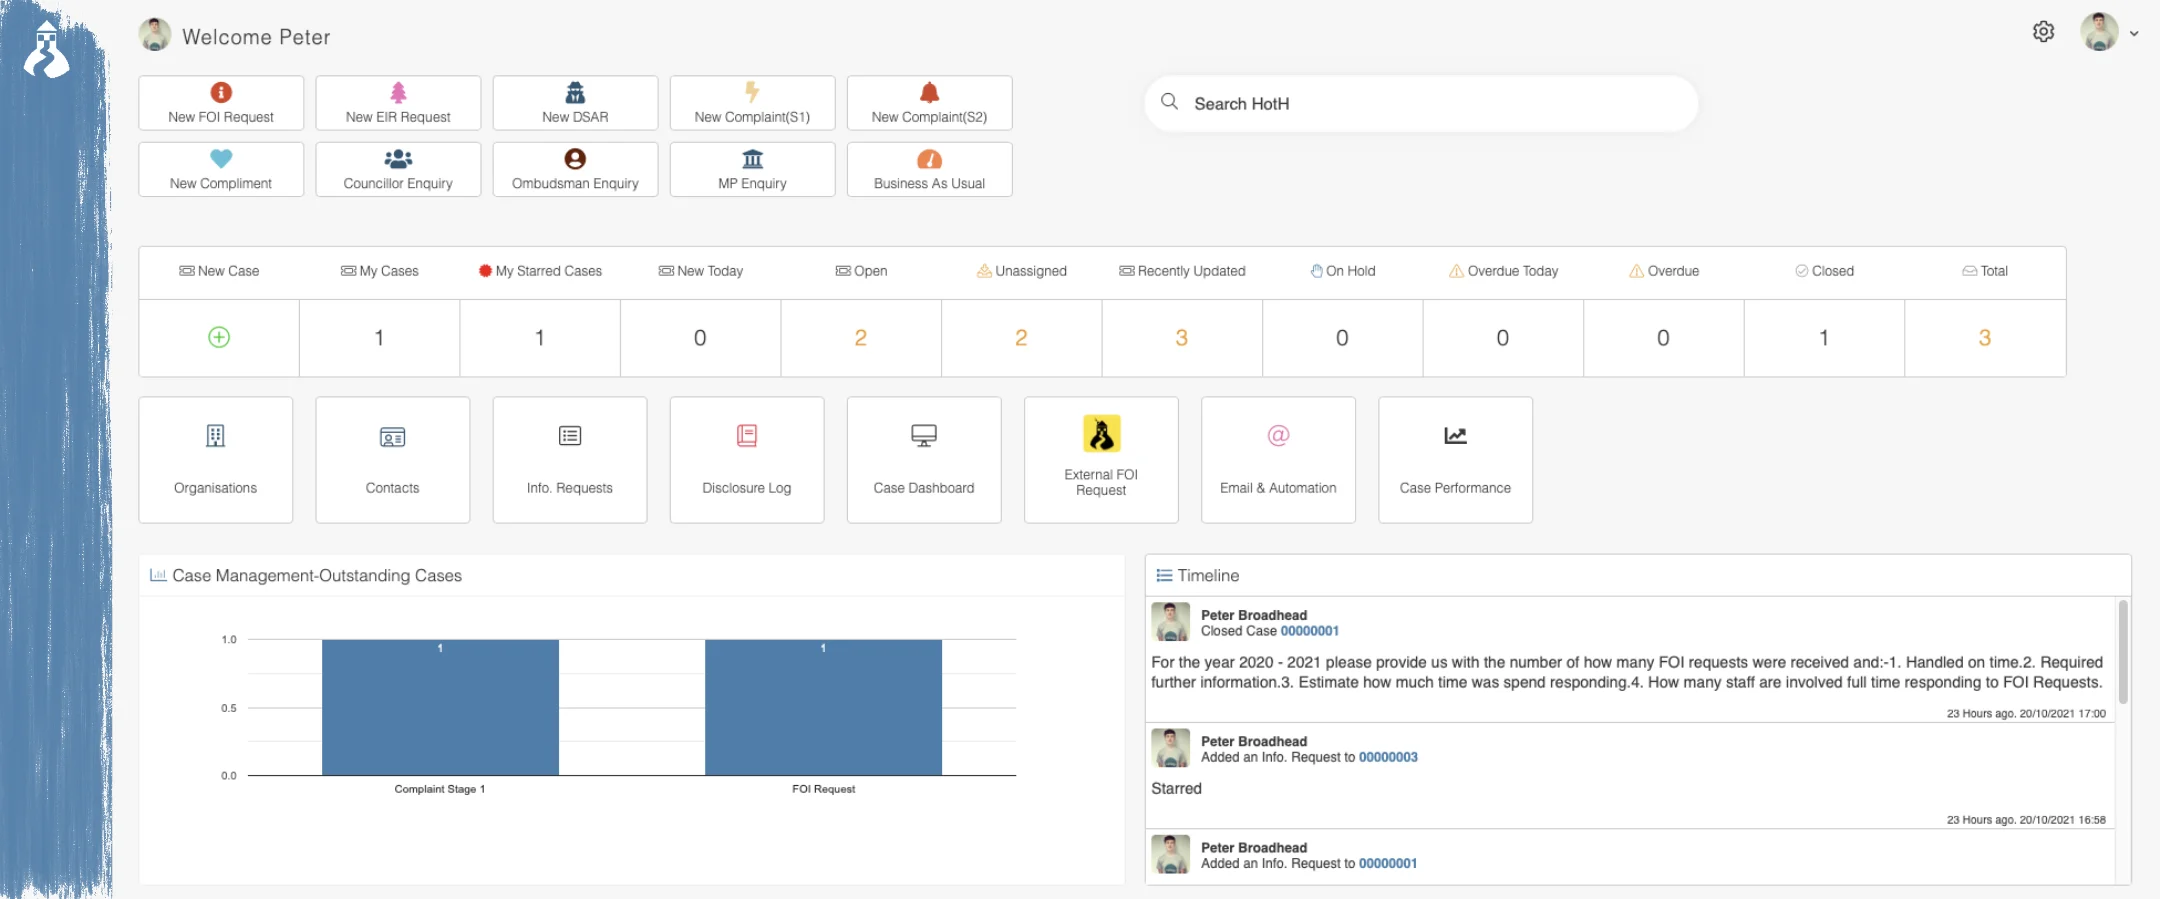 Welcome Peter
New FOI Request
New EIR Request
New DSAR
New Complaint(S1)
New Complaint(S2)
Search HotH
New Compliment
Councillor Enquiry
Ombudsman Enquiry
MP Enquiry
Business As Usual
New Case
My Cases
My Starred Cases
New Today
Open
Unassigned
Recently Updated
On Hold
Overdue Today
Overdue
Closed
Total
1
1
0
2
2
3
0
0
0
1
3
Organisations
Contacts
Info. Requests
Disclosure Log
Case Dashboard
External FOI
Request
Email & Automation
Case Performance
Case Management-Outstanding Cases
1.0
0.5
0.0
1
1
Complaint Stage 1
FOI Request
Timeline
Peter Broadhead
Closed Case 00000001
For the year 2020 - 2021 please provide us with the number of how many FOI requests were received and:-1. Handled on time.2. Required
further information.3. Estimate how much time was spend responding.4. How many staff are involved full time responding to FOI Requests.
23 Hours ago. 20/10/2021 17:00
Peter Broadhead
Added an Info. Request to 00000003
Starred
23 Hours ago. 20/10/2021 16:58
Peter Broadhead
Added an Info. Request to 00000001